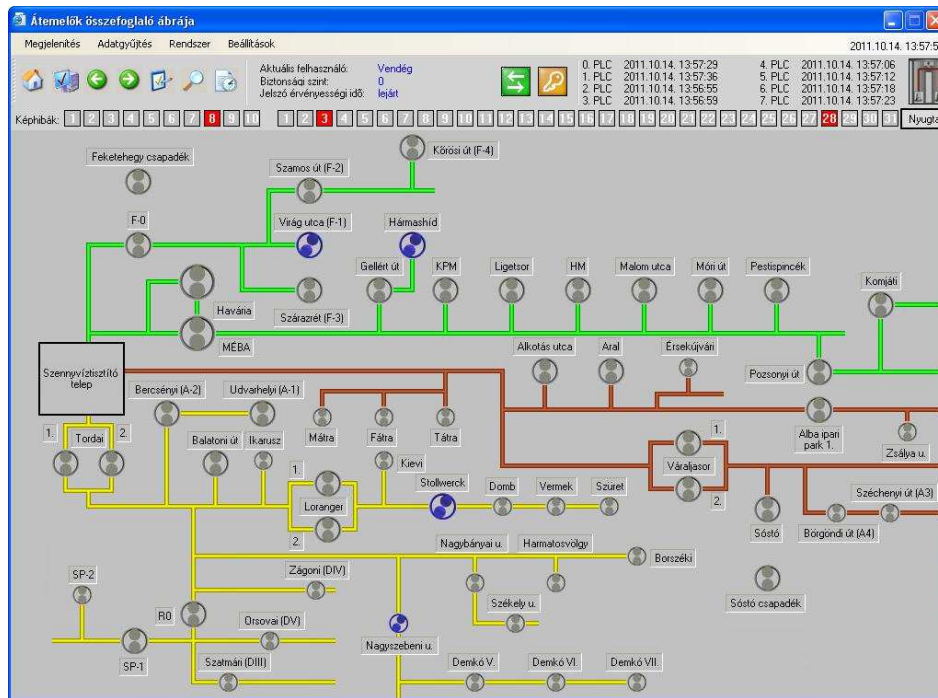 Átemelők összefoglaló ábrája
Megjelenítés Adatgyűjtés Rendszer Beállítások
2011.10.14. 13:57:5
Aktuális felhasználó: Vendég
Biztonsági szint: 0
Jelszó érvényességi idő: lejárt
0. PLC 2011.10.14. 13:57:29
1. PLC 2011.10.14. 13:57:36
2. PLC 2011.10.14. 13:56:55
3. PLC 2011.10.14. 13:56:59
4. PLC 2011.10.14. 13:57:06
5. PLC 2011.10.14. 13:57:12
6. PLC 2011.10.14. 13:57:18
7. PLC 2011.10.14. 13:57:23
Képhibák: 1 2 3 4 5 6 7 8 9 10 1 2 3 4 5 6 7 8 9 10 11 12 13 14 15 16 17 18 19 20 21 22 23 24 25 26 27 28 29 30 31 Nyugta
Feketehegy csapadék
Szamos út (F-2)
Kőrösi út (F-4)
F-0
Virág utca (F-1)
Hármashíd
Gellért út
KPM
Ligetsor
HM
Malom utca
Móri út
Pestispincék
Komjáti
Havária
Szárazrét (F-3)
MÉBA
Szennyvíztisztító
telep
Alkotás utca
Aral
Érsekújvári
Pozsonyi út
Bercsényi (A-2)
Udvarhelyi (A-1)
Mátra
Fátra
Tátra
Alba ipari
park 1.
Zsálya u.
1. Tordai 2.
Balatoni út
Ikarusz
Kievi
1.
Loranger
2.
Stollwerck
Domb
Vermek
Szüret
1.
Váraljasor
2.
Sóstó
Széchenyi út (A3)
Börgöndi út (A4)
Nagybányai u.
Harmatosvölgy
Borszéki
Székely u.
Sóstó csapadék
Zágoni (DIV)
SP-2
R0
Orsovai (DV)
SP-1
Szatmári (DIII)
Nagyszebeni u.
Demkó V.
Demkó VI.
Demkó VII.